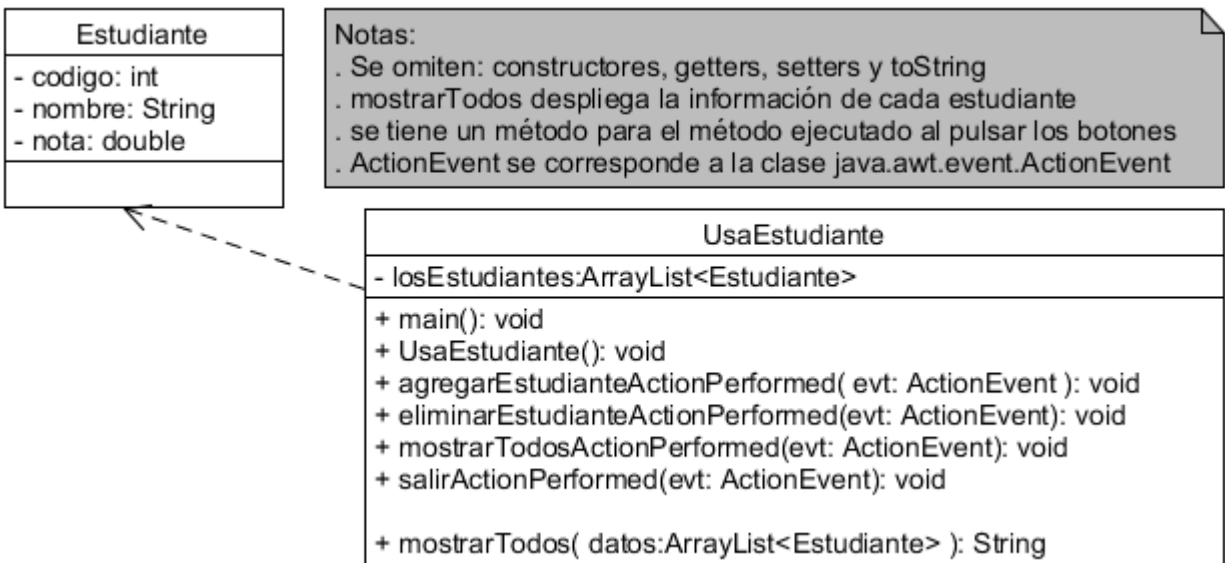 Estudiante
- codigo: int
- nombre: String
- nota: double
Notas:
. Se omiten: constructores, getters, setters y toString
. mostrarTodos despliega la información de cada estudiante
. se tiene un método para el método ejecutado al pulsar los botones
. ActionEvent se corresponde a la clase java.awt.event.ActionEvent
UsaEstudiante
- losEstudiantes:ArrayList<Estudiante>
+ main(): void
+ UsaEstudiante(): void
+ agregarEstudianteActionPerformed( evt: ActionEvent ): void
+ eliminarEstudianteActionPerformed(evt: ActionEvent): void
+ mostrarTodosActionPerformed(evt: ActionEvent): void
+ salirActionPerformed(evt: ActionEvent): void
+ mostrarTodos( datos:ArrayList<Estudiante> ): String